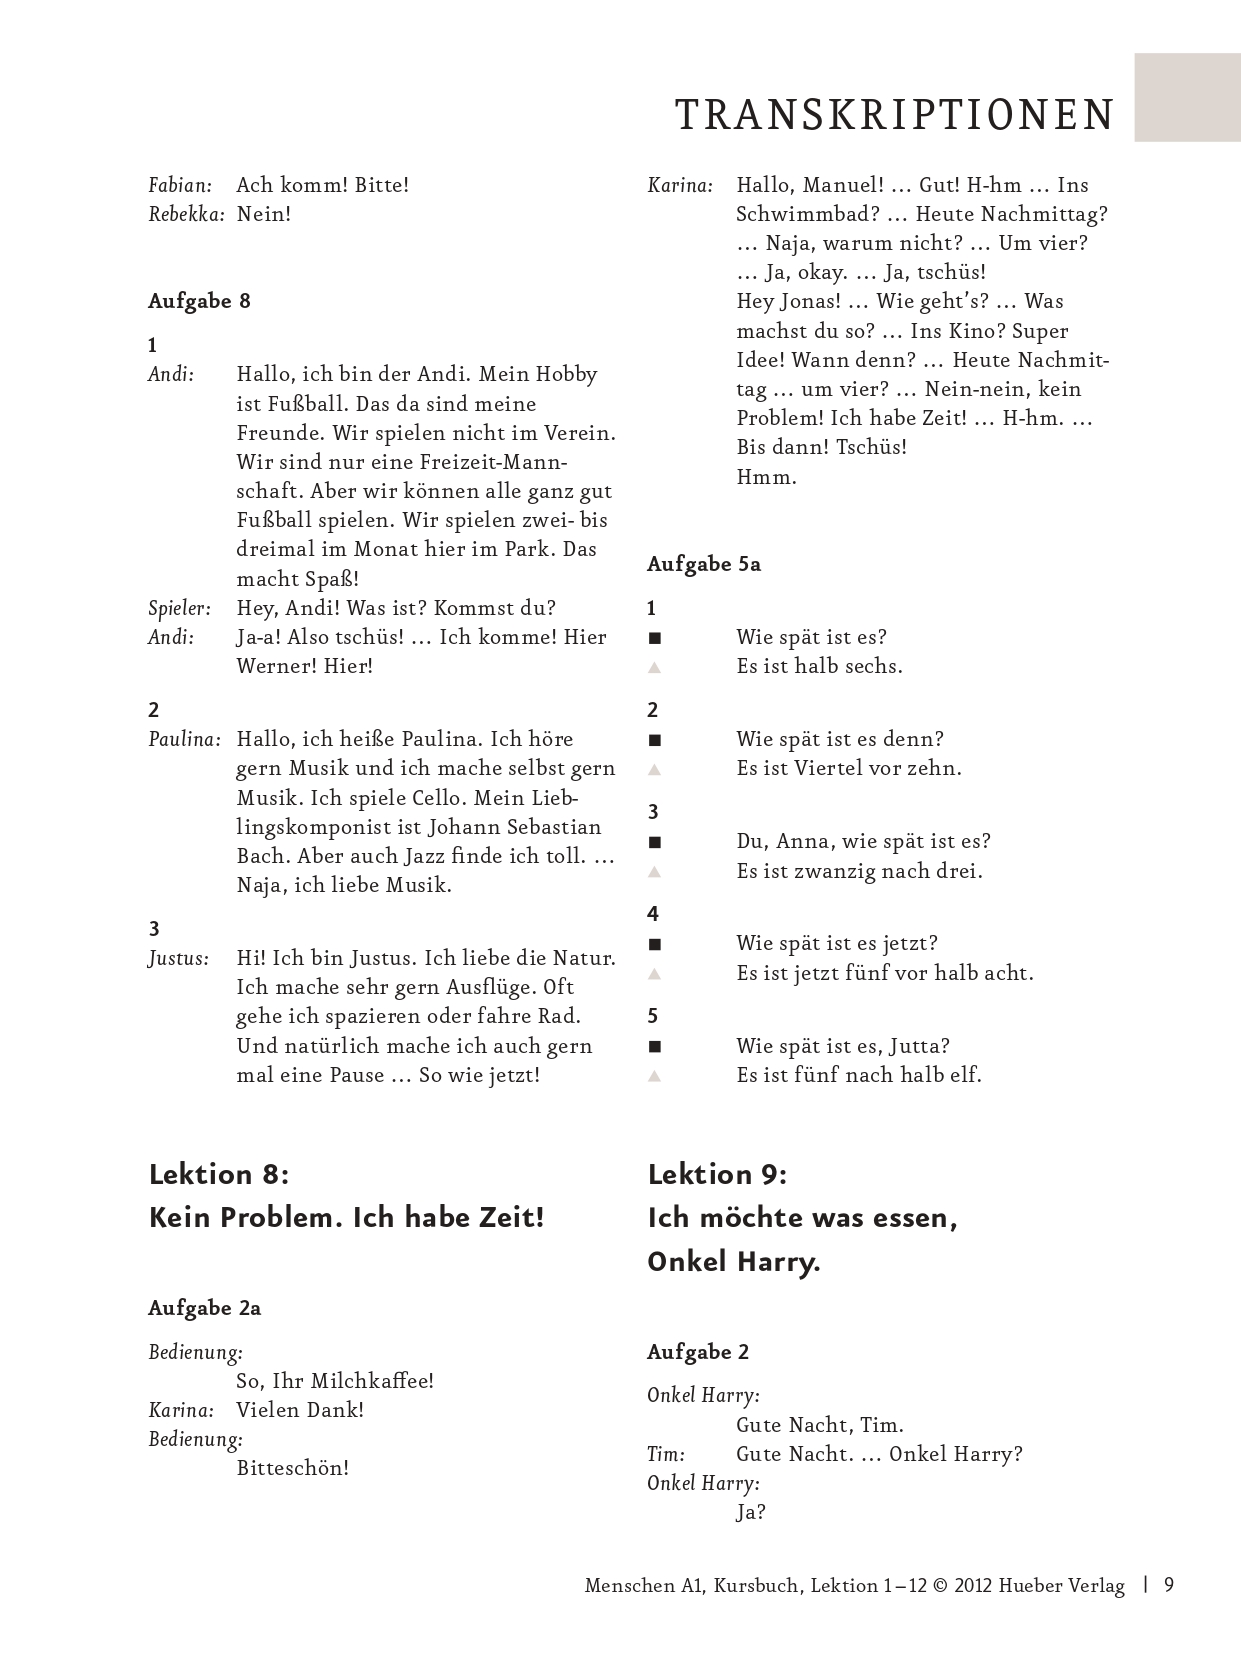 TRANSKRIPTIONEN
Fabian: Ach komm! Bitte!
Rebekka: Nein!
Aufgabe 8
1
Andi: Hallo, ich bin der Andi. Mein Hobby
ist Fußball. Das da sind meine
Freunde. Wir spielen nicht im Verein.
Wir sind nur eine Freizeit-Mann-
schaft. Aber wir können alle ganz gut
Fußball spielen. Wir spielen zwei- bis
dreimal im Monat hier im Park. Das
macht Spaß!
Spieler: Hey, Andi! Was ist? Kommst du?
Andi: Ja-a! Also tschüs! … Ich komme! Hier
Werner! Hier!
2
Paulina: Hallo, ich heiße Paulina. Ich höre
gern Musik und ich mache selbst gern
Musik. Ich spiele Cello. Mein Lieb-
lingskomponist ist Johann Sebastian
Bach. Aber auch Jazz finde ich toll. …
Naja, ich liebe Musik.
3
Justus: Hi! Ich bin Justus. Ich liebe die Natur.
Ich mache sehr gern Ausflüge. Oft
gehe ich spazieren oder fahre Rad.
Und natürlich mache ich auch gern
mal eine Pause … So wie jetzt!
Lektion 8:
Kein Problem. Ich habe Zeit!
Aufgabe 2a
Bedienung:
So, Ihr Milchkaffee!
Karina: Vielen Dank!
Bedienung:
Bitteschön!
Karina: Hallo, Manuel! … Gut! H-hm … Ins
Schwimmbad? … Heute Nachmittag?
… Naja, warum nicht? … Um vier?
… Ja, okay. … Ja, tschüs!
Hey Jonas! … Wie geht’s? … Was
machst du so? … Ins Kino? Super
Idee! Wann denn? … Heute Nachmit-
tag … um vier? … Nein-nein, kein
Problem! Ich habe Zeit! … H-hm. …
Bis dann! Tschüs!
Hmm.
Aufgabe 5a
1
■ Wie spät ist es?
▲ Es ist halb sechs.
2
■ Wie spät ist es denn?
▲ Es ist Viertel vor zehn.
3
■ Du, Anna, wie spät ist es?
▲ Es ist zwanzig nach drei.
4
■ Wie spät ist es jetzt?
▲ Es ist jetzt fünf vor halb acht.
5
■ Wie spät ist es, Jutta?
▲ Es ist fünf nach halb elf.
Lektion 9:
Ich möchte was essen,
Onkel Harry.
Aufgabe 2
Onkel Harry:
Gute Nacht, Tim.
Tim: Gute Nacht. … Onkel Harry?
Onkel Harry:
Ja?
Menschen A1, Kursbuch, Lektion 1–12 © 2012 Hueber Verlag | 9